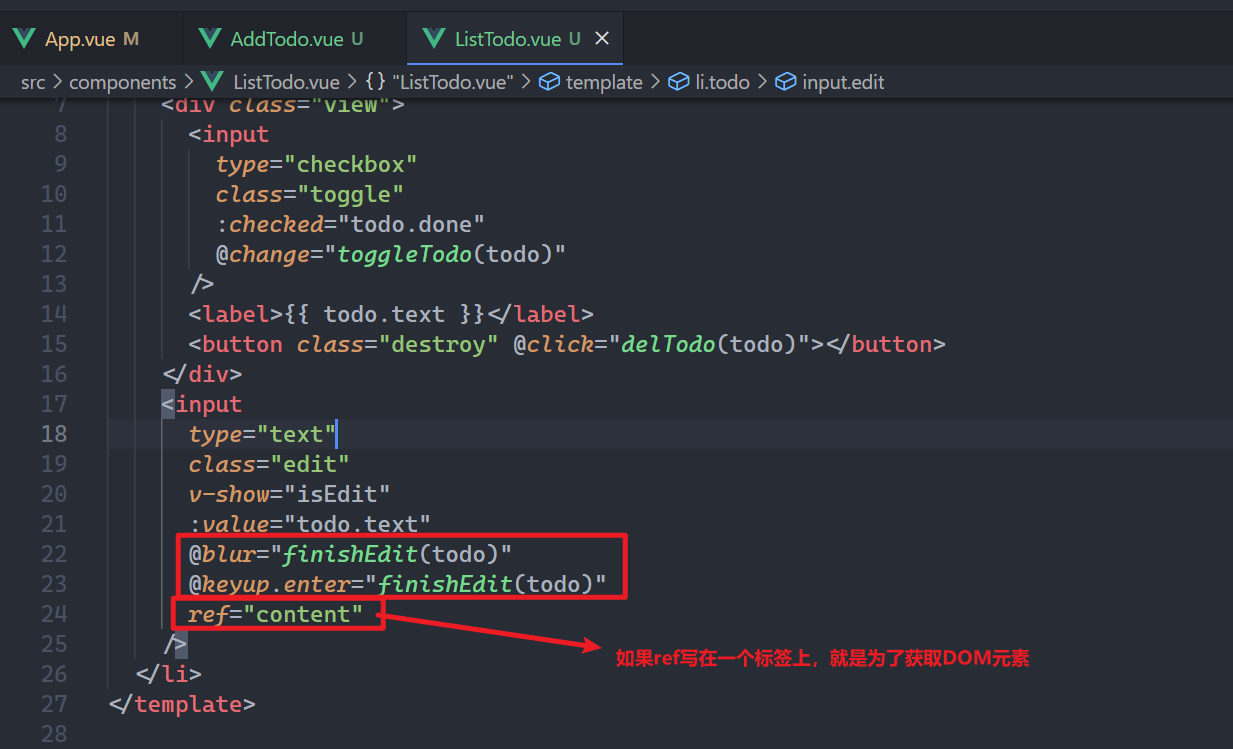 App.vue M AddTodo.vue U ListTodo.vue U
src > components > ListTodo.vue > {} "ListTodo.vue" > template > li.todo > input.edit
7 <div class="view">
8 <input
9 type="checkbox"
10 class="toggle"
11 :checked="todo.done"
12 @change="toggleTodo(todo)"
13 />
14 <label>{{ todo.text }}</label>
15 <button class="destroy" @click="delTodo(todo)"></button>
16 </div>
17 <input
18 type="text"
19 class="edit"
20 v-show="isEdit"
21 :value="todo.text"
22 @blur="finishEdit(todo)"
23 @keyup.enter="finishEdit(todo)"
24 ref="content"
25 />
如果ref写在一个标签上，就是为了获取DOM元素
26 </li>
27 </template>
28